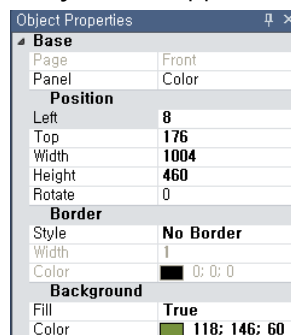 Object Properties
Base
Page Front
Panel Color
Position
Left 8
Top 176
Width 1004
Height 460
Rotate 0
Border
Style No Border
Width 1
Color 0; 0; 0
Background
Fill True
Color 118; 146; 60